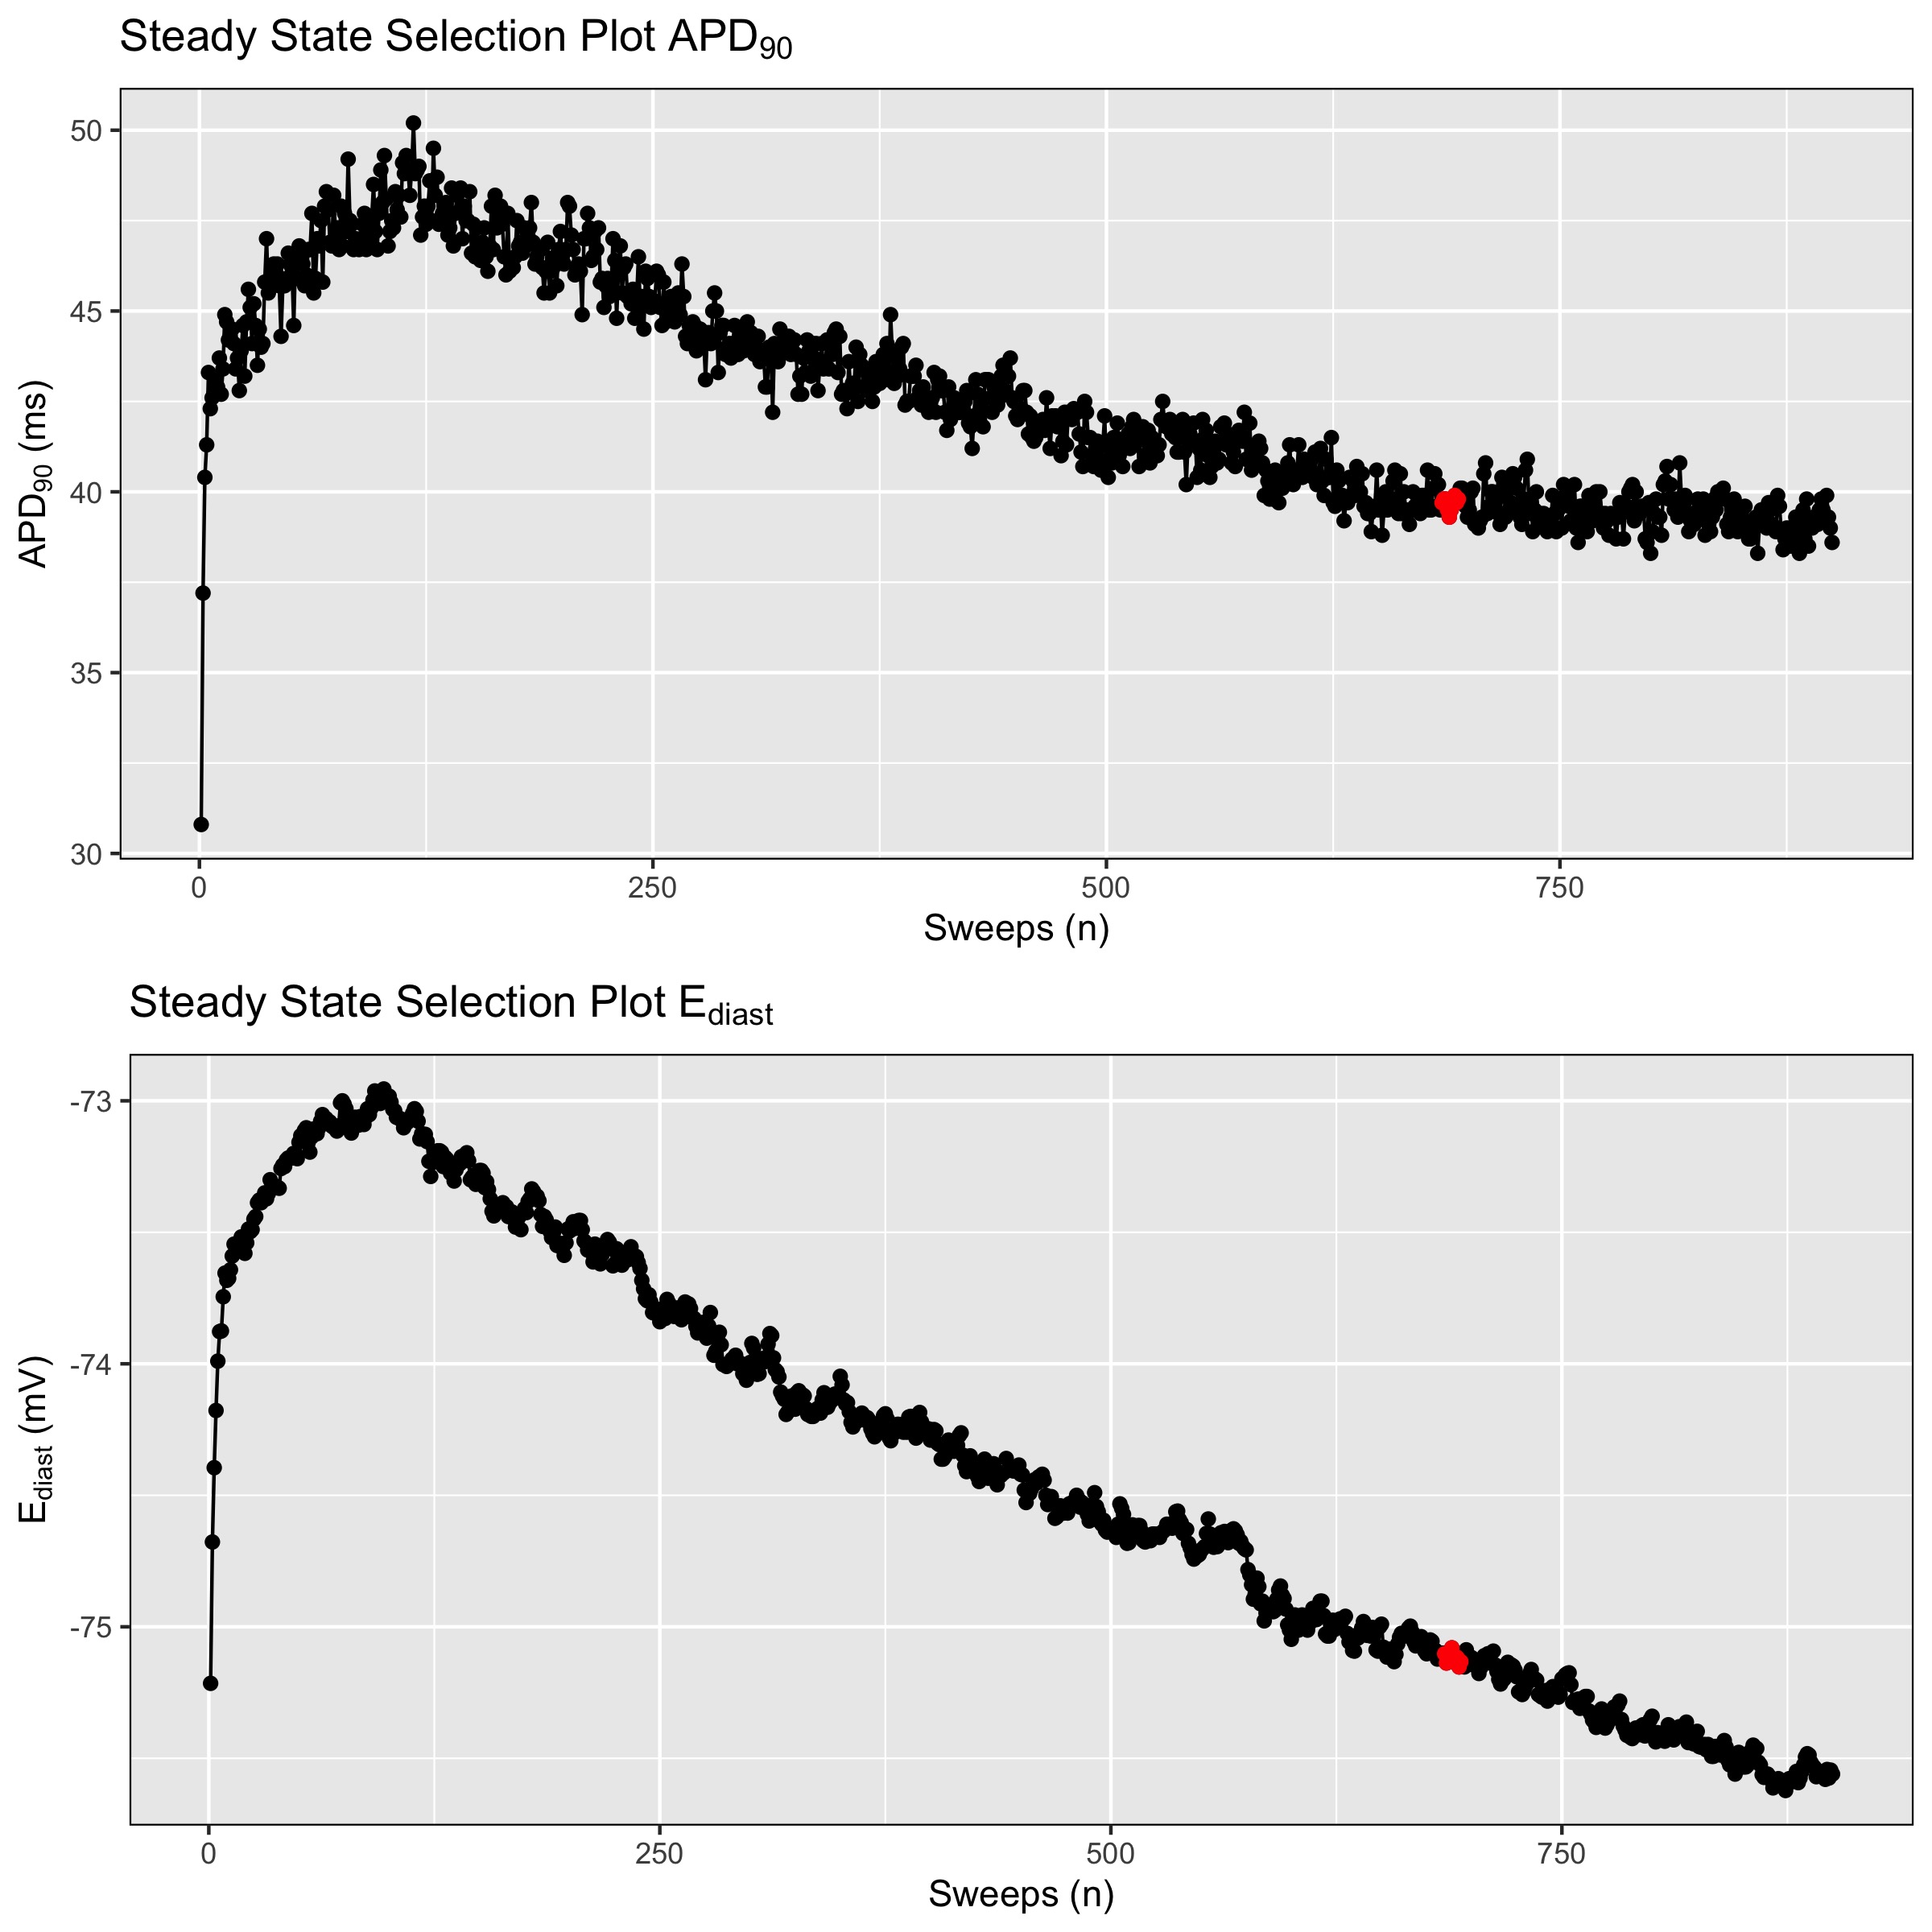 Steady State Selection Plot APD90
50
45
40
35
30
APD90 (ms)
0 250 500 750
Sweeps (n)
Steady State Selection Plot Ediast
-73
-74
-75
Ediast (mV)
0 250 500 750
Sweeps (n)